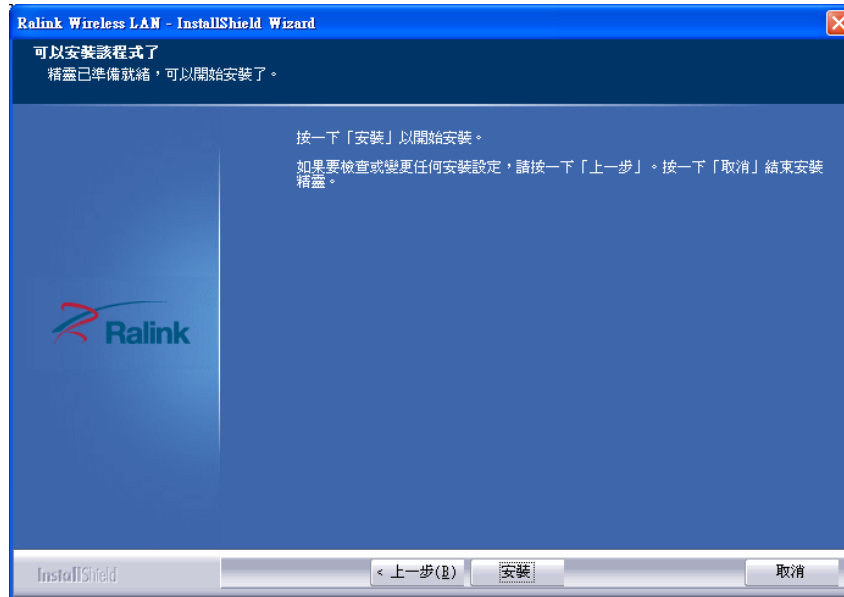 Ralink Wireless LAN - InstallShield Wizard
可以安裝該程式了
精靈已準備就緒，可以開始安裝了。
按一下「安裝」以開始安裝。
如果要檢查或變更任何安裝設定，請按一下「上一步」。按一下「取消」結束安裝
精靈。
Ralink
InstallShield
< 上一步(B)
安裝
取消